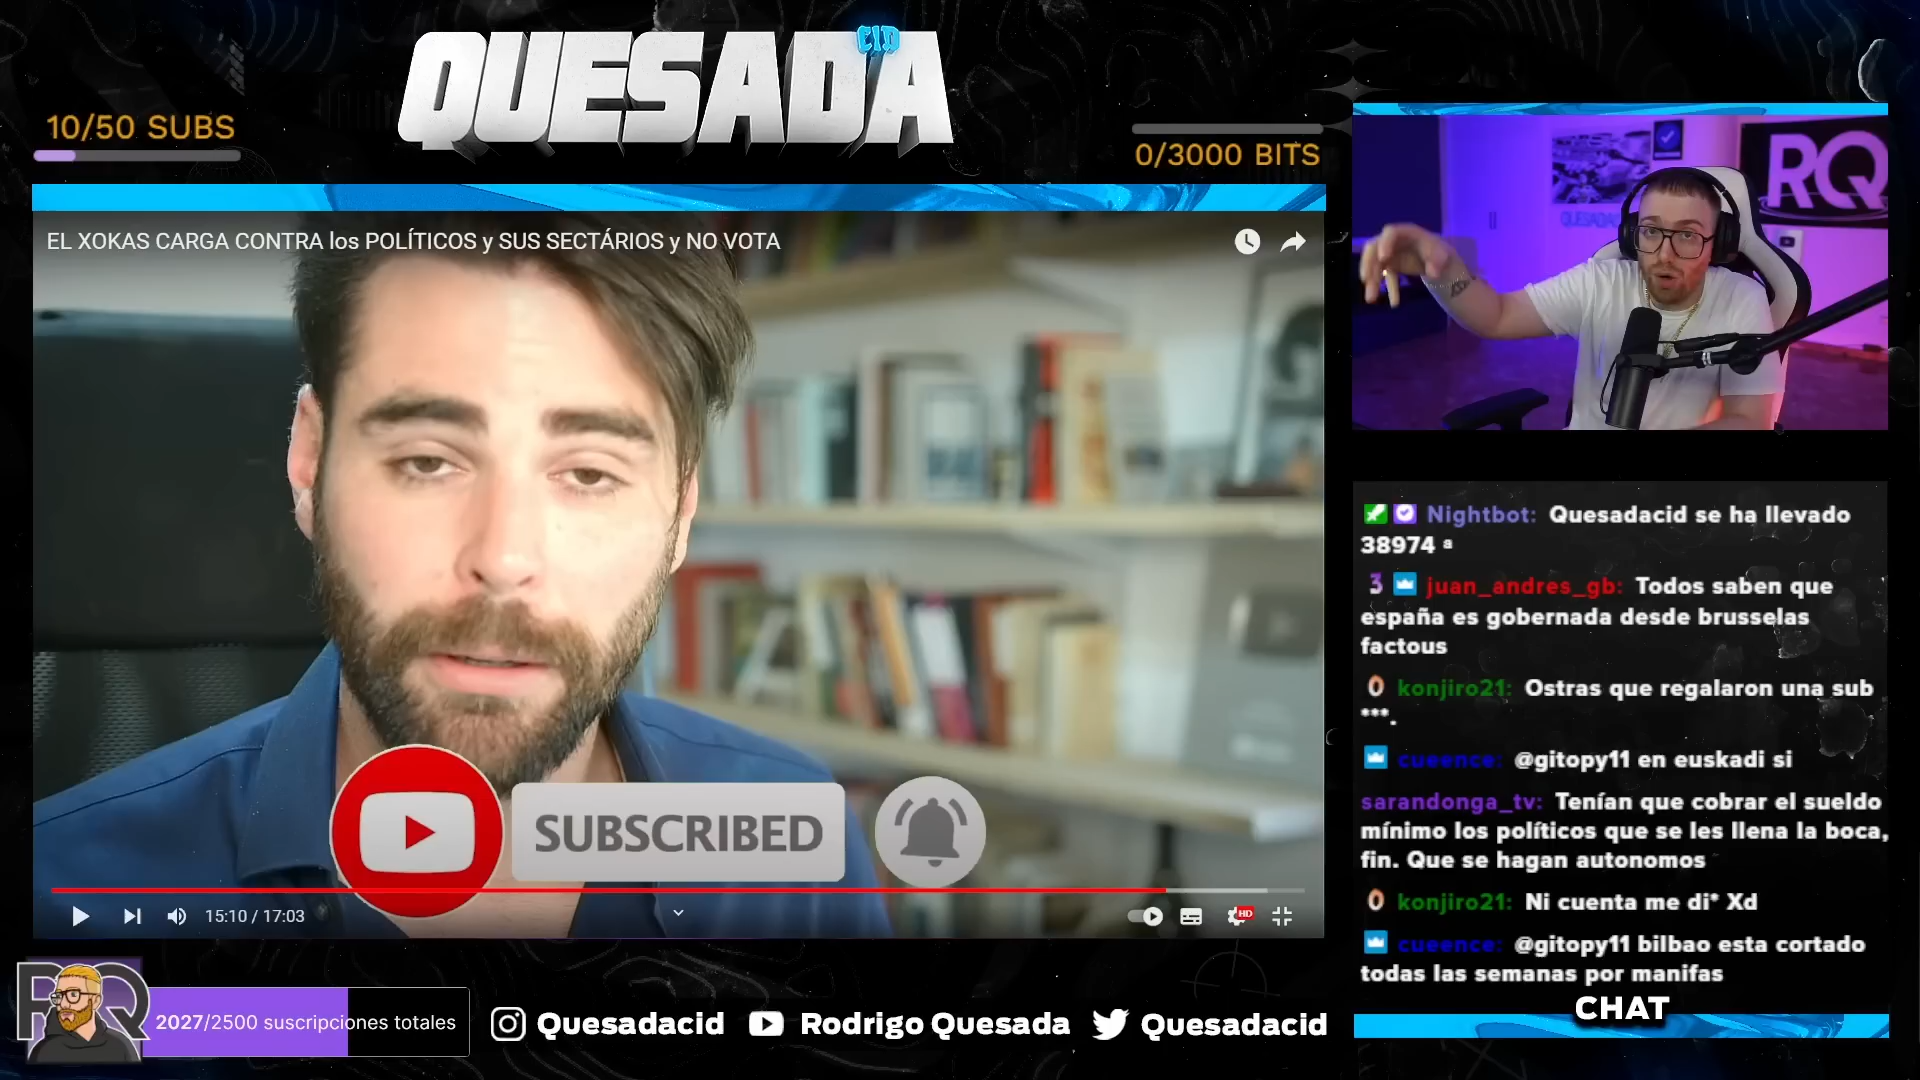 QUESADA
CID
10/50 SUBS
0/3000 BITS
EL XOKAS CARGA CONTRA los POLÍTICOS y SUS SECTÁRIOS y NO VOTA
SUBSCRIBED
15:10 / 17:03
HD
RQ
QUESADA
Nightbot: Quesadacid se ha llevado
38974 ª
3 juan_andres_gb: Todos saben que
españa es gobernada desde brusselas
factous
0 konjiro21: Ostras que regalaron una sub
***.
cueence: @gitopy11 en euskadi si
sarandonga_tv: Tenían que cobrar el sueldo
mínimo los políticos que se les llena la boca,
fin. Que se hagan autonomos
0 konjiro21: Ni cuenta me di* Xd
cueence: @gitopy11 bilbao esta cortado
todas las semanas por manifas
CHAT
RQ
2027/2500 suscripciones totales
Quesadacid
Rodrigo Quesada
Quesadacid